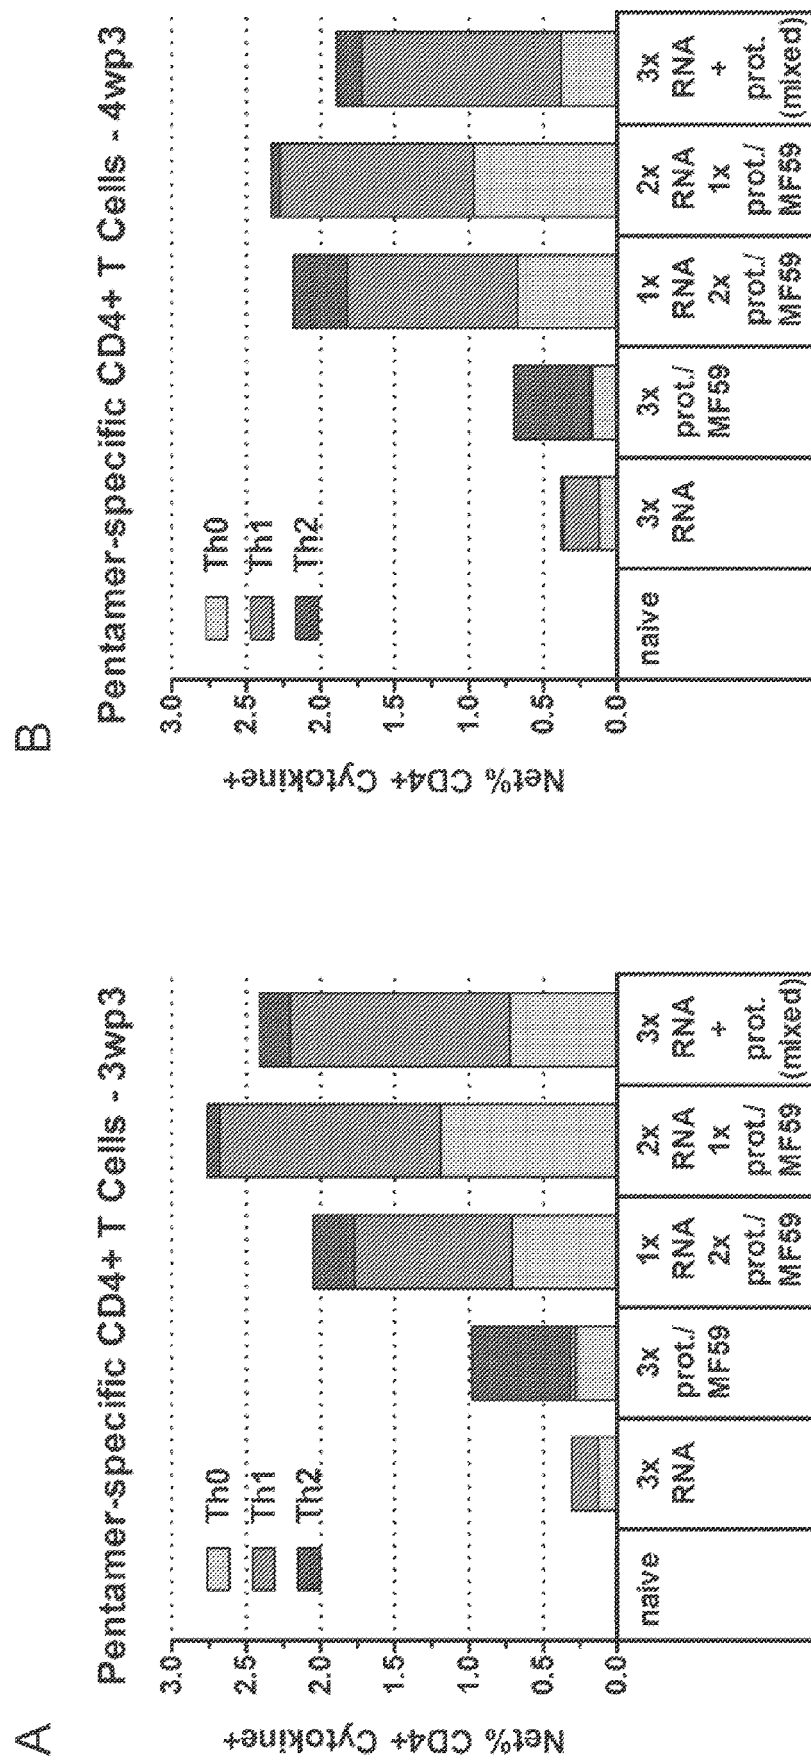 A
Pentamer-specific CD4+ T Cells - 3wp3
Net% CD4+ Cytokine+
3.0
2.5
2.0
1.5
1.0
0.5
0.0
Th0
Th1
Th2
naive
3x
RNA
3x
prot./
MF59
1x
RNA
2x
prot./
MF59
2x
RNA
1x
prot./
MF59
3x
RNA
+
prot.
(mixed)
B
Pentamer-specific CD4+ T Cells - 4wp3
Net% CD4+ Cytokine+
3.0
2.5
2.0
1.5
1.0
0.5
0.0
Th0
Th1
Th2
naive
3x
RNA
3x
prot./
MF59
1x
RNA
2x
prot./
MF59
2x
RNA
1x
prot./
MF59
3x
RNA
+
prot.
(mixed)